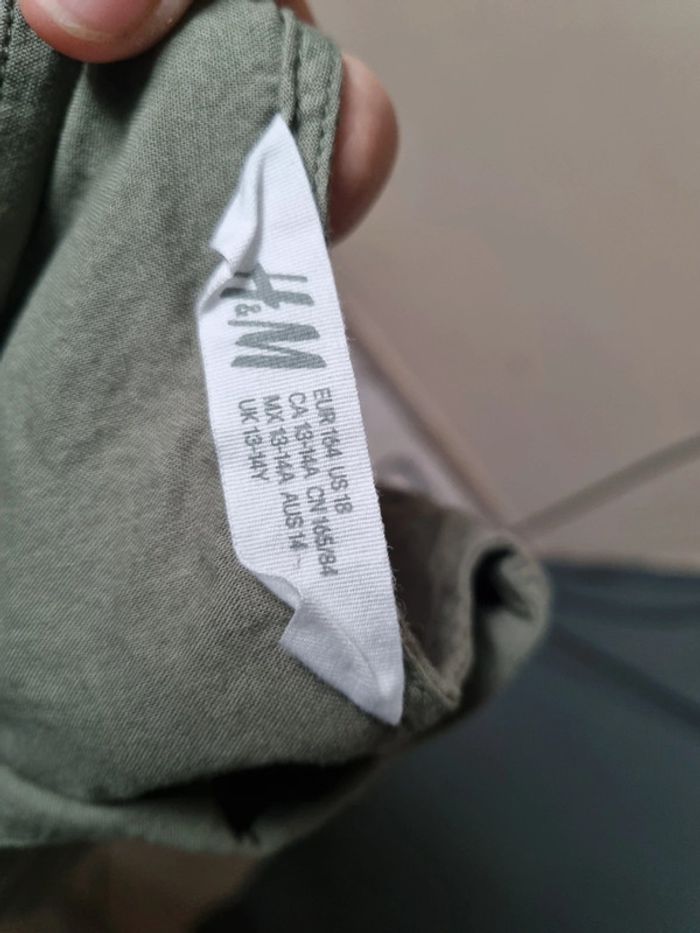 H&M
EUR 164 US 18
CA 13-14A CN 165/84
MX 13-14A AUS 14
UK 13-14Y